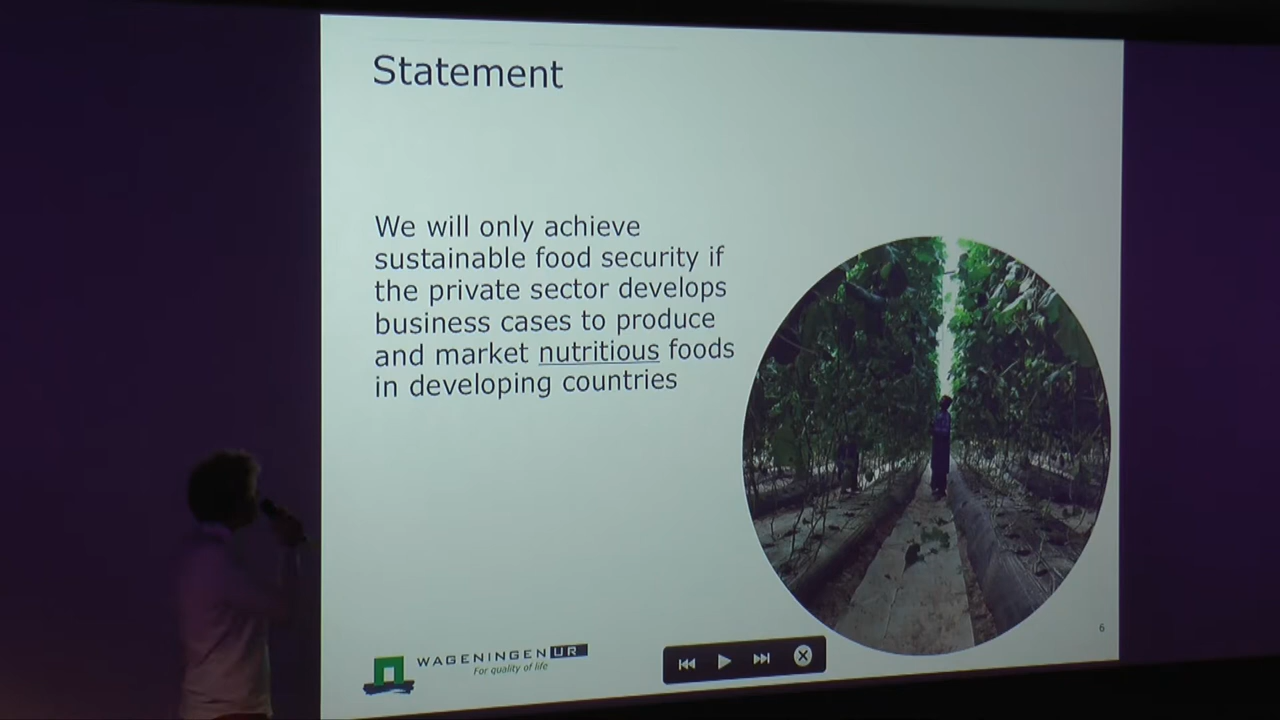 Statement
We will only achieve
sustainable food security if
the private sector develops
business cases to produce
and market nutritious foods
in developing countries
6
WAGENINGEN UR
For quality of life